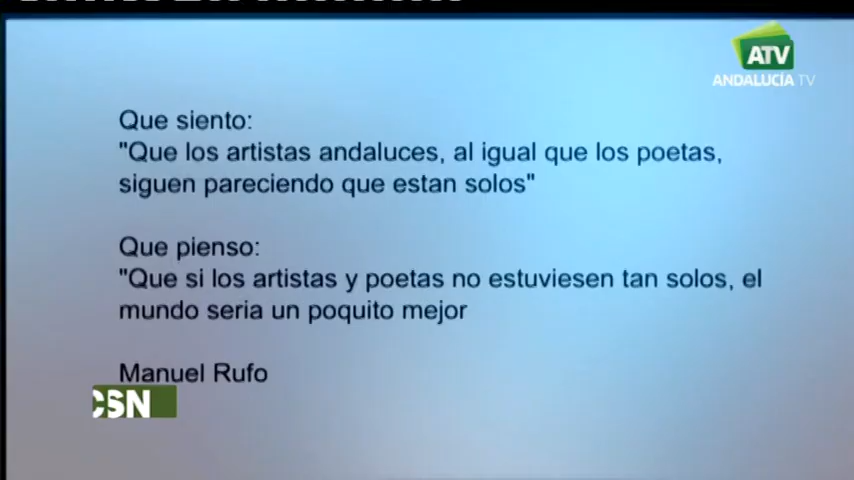 ATV
ANDALUCÍA TV
Que siento:
"Que los artistas andaluces, al igual que los poetas,
siguen pareciendo que estan solos"
Que pienso:
"Que si los artistas y poetas no estuviesen tan solos, el
mundo seria un poquito mejor
Manuel Rufo
CSN